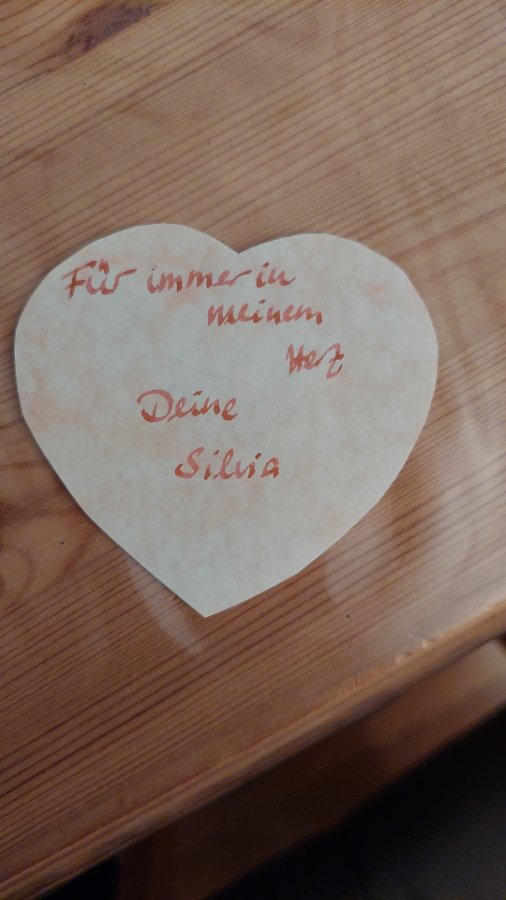 Für immer in
meinem
Herz
Deine
Silvia